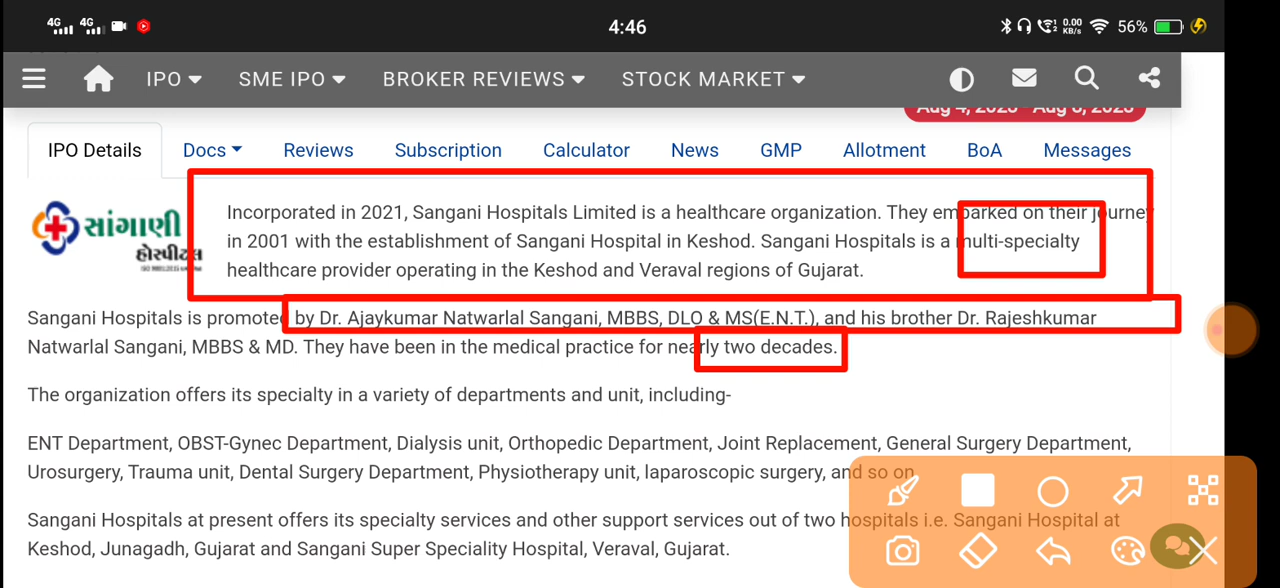 4G 4G 4:46 2 0.00 KB/s 56%
IPO SME IPO BROKER REVIEWS STOCK MARKET
IPO Details Docs Reviews Subscription Calculator News GMP Allotment BoA Messages
સાંગાણી
હોસ્પીટલ
Incorporated in 2021, Sangani Hospitals Limited is a healthcare organization. They embarked on their journey
in 2001 with the establishment of Sangani Hospital in Keshod. Sangani Hospitals is a multi-specialty
healthcare provider operating in the Keshod and Veraval regions of Gujarat.
Sangani Hospitals is promoted by Dr. Ajaykumar Natwarlal Sangani, MBBS, DLO & MS(E.N.T.), and his brother Dr. Rajeshkumar
Natwarlal Sangani, MBBS & MD. They have been in the medical practice for nearly two decades.
The organization offers its specialty in a variety of departments and unit, including-
ENT Department, OBST-Gynec Department, Dialysis unit, Orthopedic Department, Joint Replacement, General Surgery Department,
Urosurgery, Trauma unit, Dental Surgery Department, Physiotherapy unit, laparoscopic surgery, and so on
Sangani Hospitals at present offers its specialty services and other support services out of two hospitals i.e. Sangani Hospital at
Keshod, Junagadh, Gujarat and Sangani Super Speciality Hospital, Veraval, Gujarat.